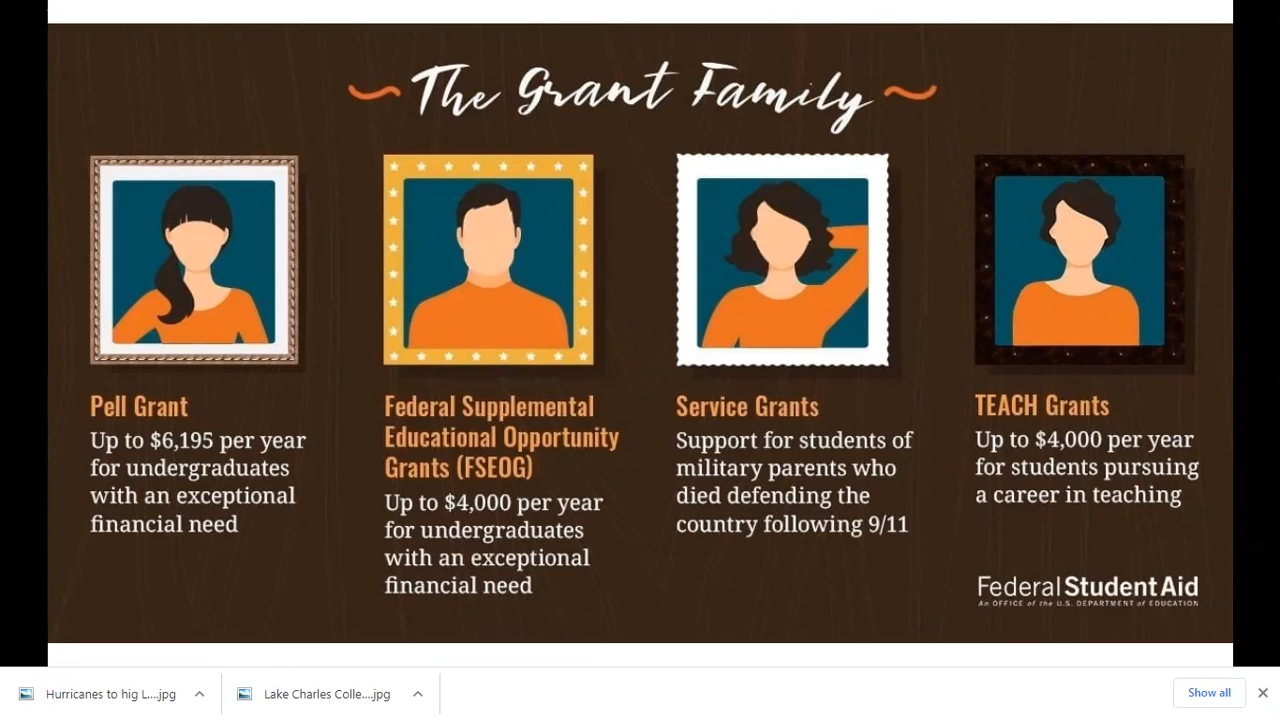 The Grant Family
Pell Grant
Up to $6,195 per year
for undergraduates
with an exceptional
financial need
Federal Supplemental
Educational Opportunity
Grants (FSEOG)
Up to $4,000 per year
for undergraduates
with an exceptional
financial need
Service Grants
Support for students of
military parents who
died defending the
country following 9/11
TEACH Grants
Up to $4,000 per year
for students pursuing
a career in teaching
Federal Student Aid
An OFFICE of the U.S. DEPARTMENT of EDUCATION
Hurricanes to hig L....jpg
Lake Charles Colle....jpg
Show all